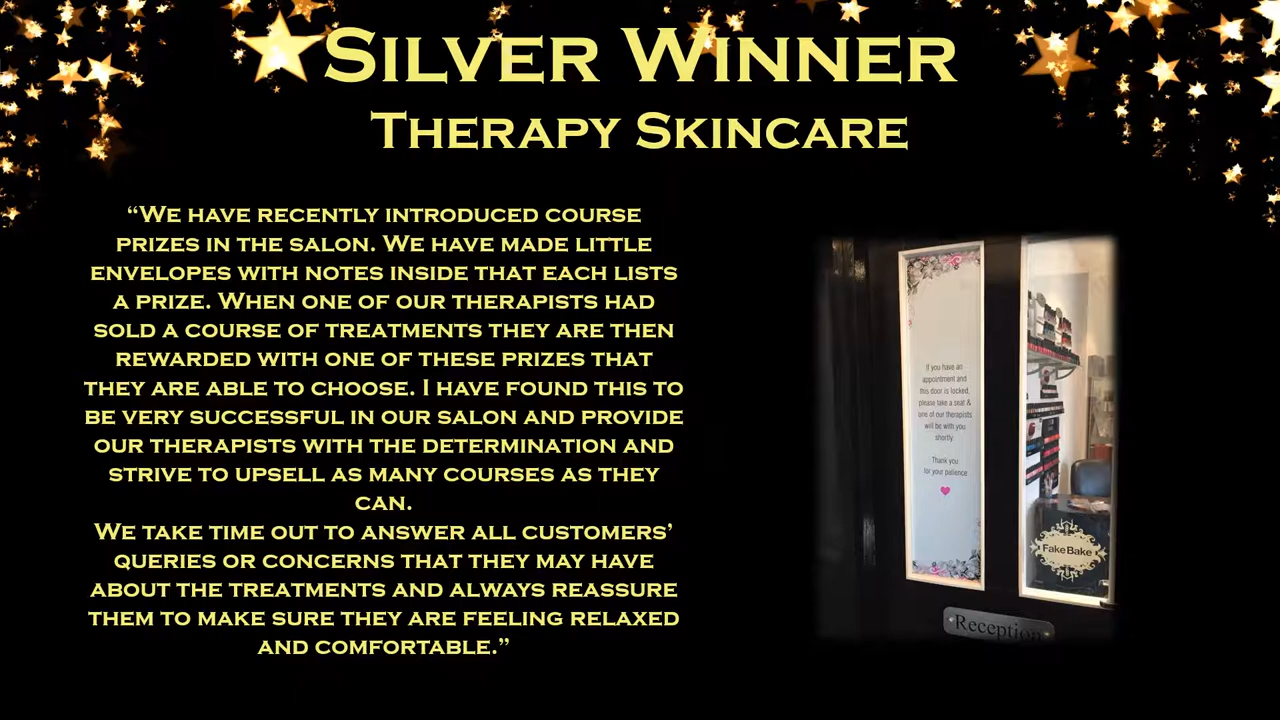 Silver Winner
Therapy Skincare
“We have recently introduced course
prizes in the salon. We have made little
envelopes with notes inside that each lists
a prize. When one of our therapists had
sold a course of treatments they are then
rewarded with one of these prizes that
they are able to choose. I have found this to
be very successful in our salon and provide
our therapists with the determination and
strive to upsell as many courses as they
can.
We take time out to answer all customers’
queries or concerns that they may have
about the treatments and always reassure
them to make sure they are feeling relaxed
and comfortable.”
If you have an
appointment and
this door is locked,
please take a seat &
one of our therapists
will be with you
shortly.
Thank you
for your patience
Fake Bake
Reception